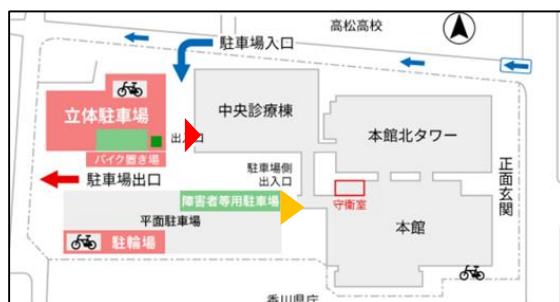 高松高校
駐車場入口
立体駐車場
中央診療棟
本館北タワー
出入口
バイク置き場
駐車場側
出入口
駐車場出口
障害者等用駐車場
守衛室
正面玄関
平面駐車場
本館
駐輪場
香川県庁